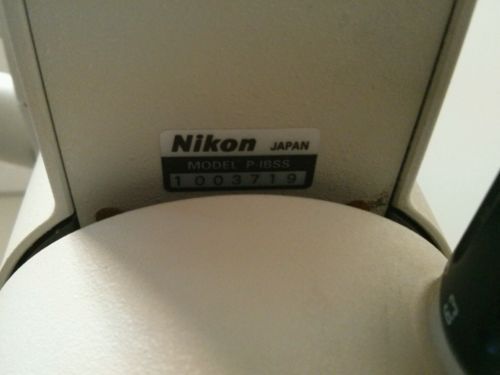 Nikon JAPAN
MODEL P-IBSS
1003719